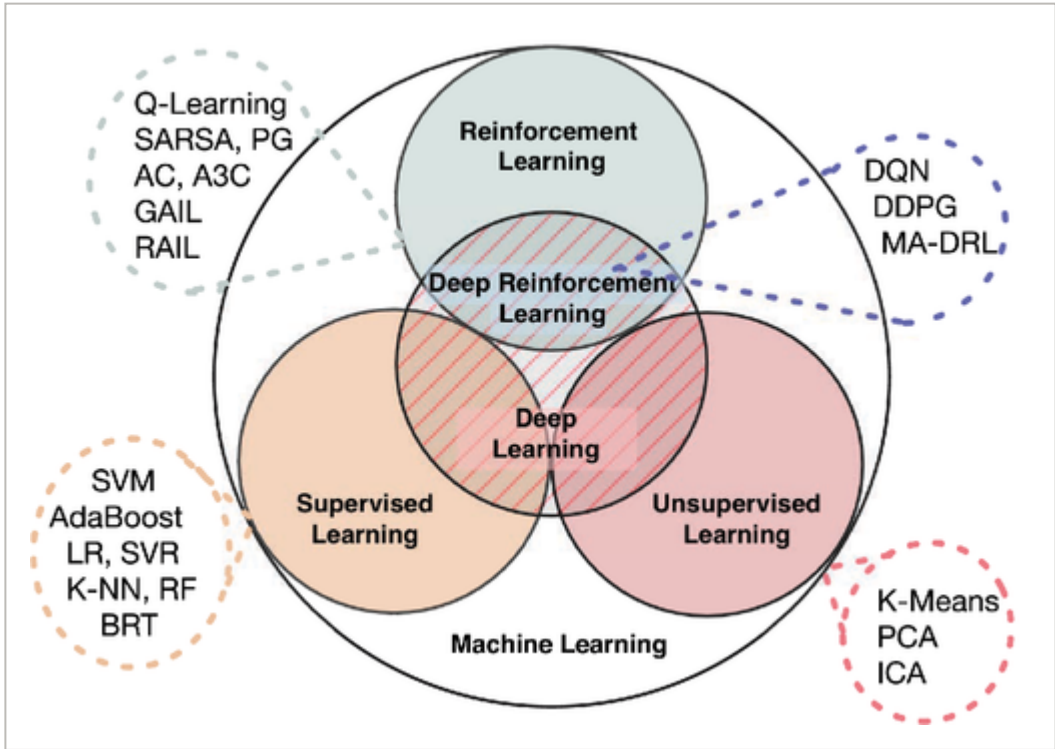 Q-Learning
SARSA, PG
AC, A3C
GAIL
RAIL
Reinforcement
Learning
DQN
DDPG
MA-DRL
Deep Reinforcement
Learning
Deep
Learning
SVM
AdaBoost
LR, SVR
K-NN, RF
BRT
Supervised
Learning
Unsupervised
Learning
K-Means
PCA
ICA
Machine Learning